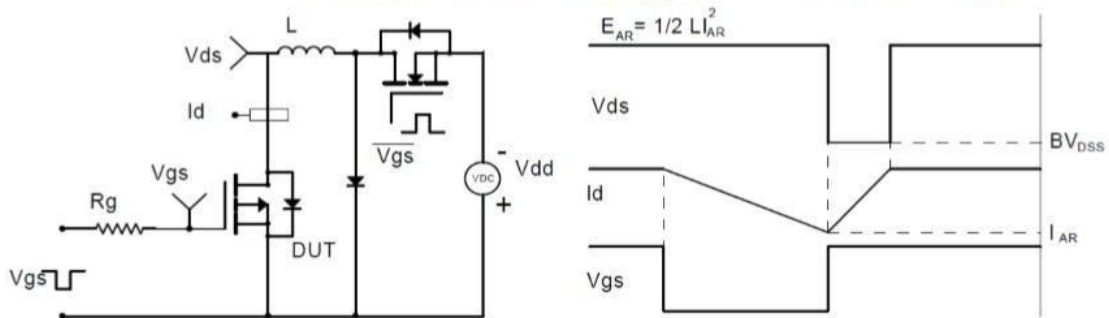 L
Vds
Id
Vgs
Vgs
-
Vdd
VDC
+
Rg
DUT
Vgs
E_AR = 1/2 LI_AR^2
Vds
BV_DSS
Id
I_AR
Vgs